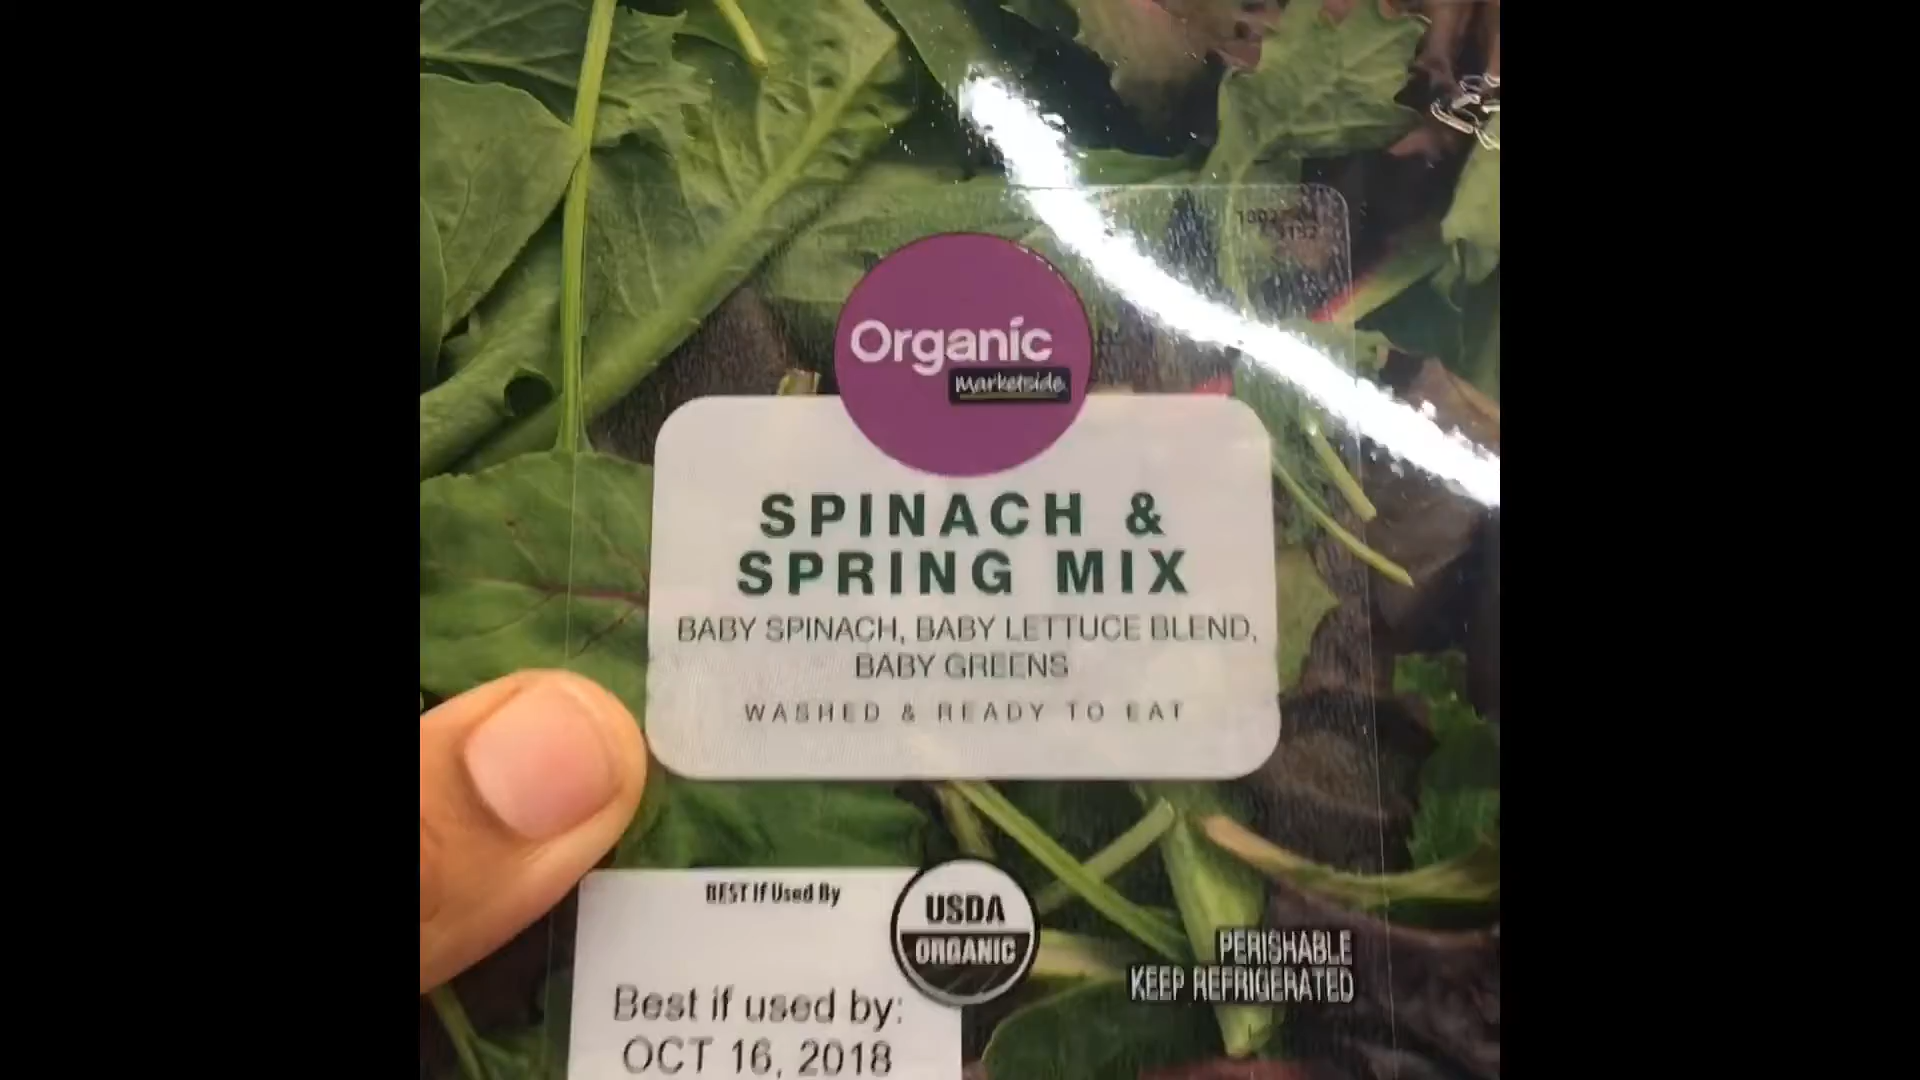 Organic
Marketside
SPINACH &
SPRING MIX
BABY SPINACH, BABY LETTUCE BLEND,
BABY GREENS
WASHED & READY TO EAT
BEST If Used By
USDA
ORGANIC
Best if used by:
OCT 16, 2018
PERISHABLE
KEEP REFRIGERATED